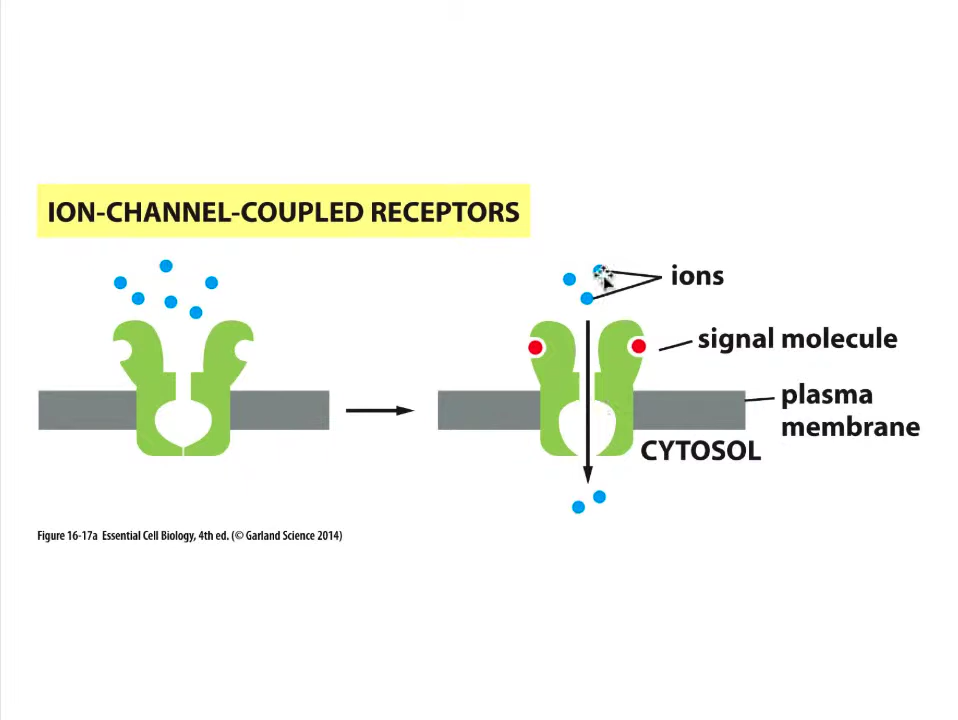 ION-CHANNEL-COUPLED RECEPTORS
ions
signal molecule
plasma
membrane
CYTOSOL
Figure 16-17a Essential Cell Biology, 4th ed. (© Garland Science 2014)